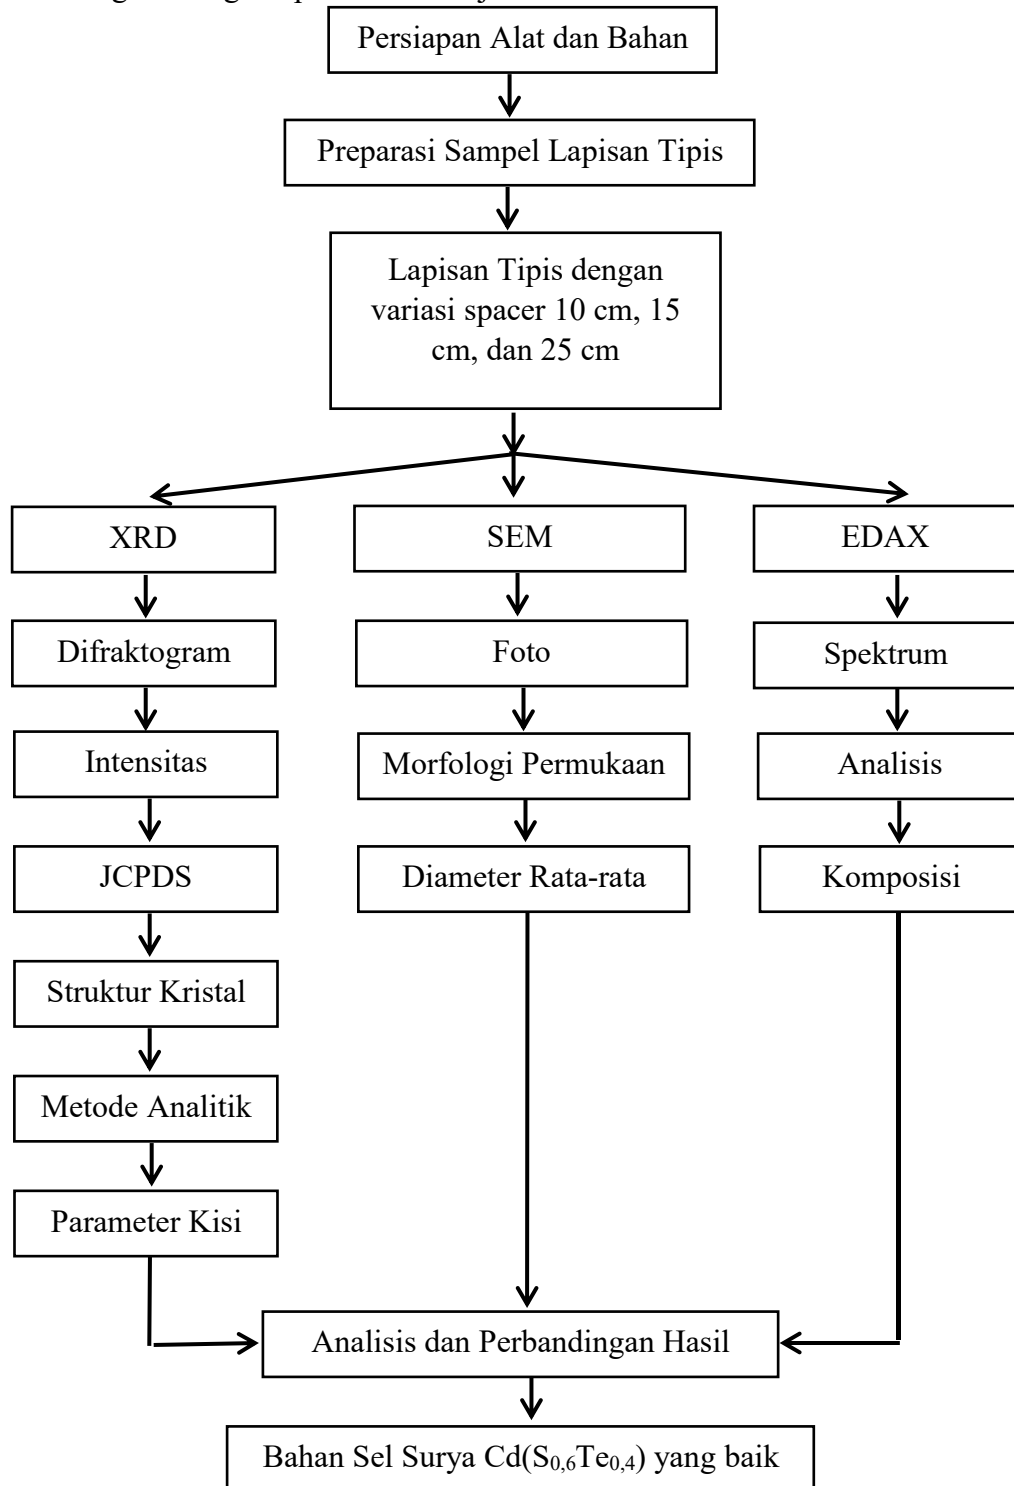 Persiapan Alat dan Bahan
Preparasi Sampel Lapisan Tipis
Lapisan Tipis dengan
variasi spacer 10 cm, 15
cm, dan 25 cm
XRD
Difraktogram
Intensitas
JCPDS
Struktur Kristal
Metode Analitik
Parameter Kisi
SEM
Foto
Morfologi Permukaan
Diameter Rata-rata
EDAX
Spektrum
Analisis
Komposisi
Analisis dan Perbandingan Hasil
Bahan Sel Surya Cd(S₀,₆Te₀,₄) yang baik